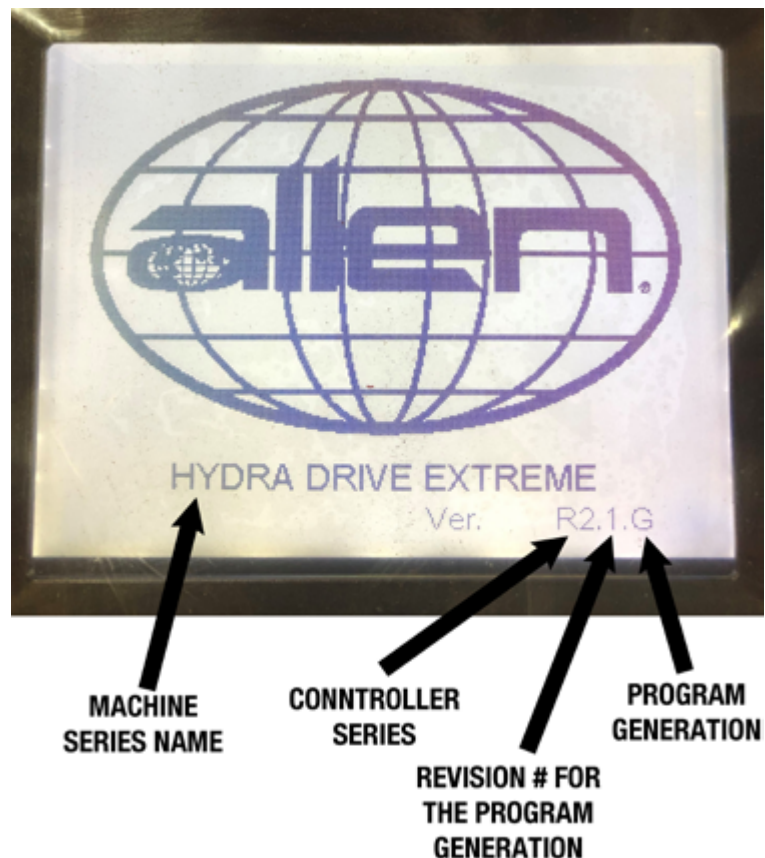 allen®
HYDRA DRIVE EXTREME
Ver. R2.1.G
MACHINE
SERIES NAME
CONNTROLLER
SERIES
REVISION # FOR
THE PROGRAM
GENERATION
PROGRAM
GENERATION